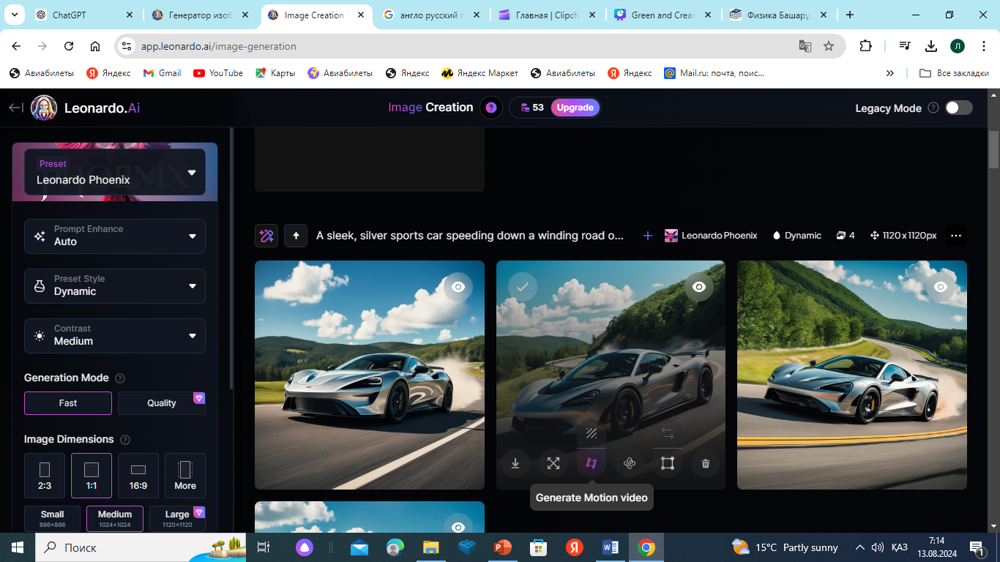 ChatGPT
Генератор изоб
Image Creation -
англо русский п
Главная | Clipch
Green and Crear
Физика Башарұл
app.leonardo.ai/image-generation
Л
Авиабилеты
Яндекс
Gmail
YouTube
Карты
Авиабилеты
Яндекс
Яндекс Маркет
Авиабилеты
Яндекс
Mail.ru: почта, поис...
Все закладки
Leonardo.Ai
Image Creation
?
53
Upgrade
Legacy Mode
?
Preset
Leonardo Phoenix
Prompt Enhance
Auto
Preset Style
Dynamic
Contrast
Medium
Generation Mode
?
Fast
Quality
Image Dimensions
?
2:3
1:1
16:9
More
Small
896×896
Medium
1024×1024
Large
1120×1120
A sleek, silver sports car speeding down a winding road o...
Leonardo Phoenix
Dynamic
4
1120 x 1120px
Generate Motion video
Поиск
15°C Partly sunny
ҚАЗ
7:14
13.08.2024
1